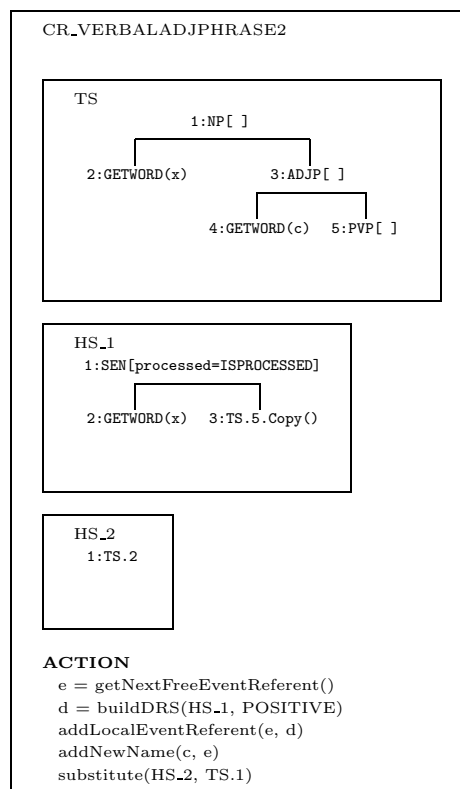 CR_VERBALADJPHRASE2
TS
1:NP[ ]
2:GETWORD(x) 3:ADJP[ ]
4:GETWORD(c) 5:PVP[ ]
HS_1
1:SEN[processed=ISPROCESSED]
2:GETWORD(x) 3:TS.5.Copy()
HS_2
1:TS.2
ACTION
e = getNextFreeEventReferent()
d = buildDRS(HS_1, POSITIVE)
addLocalEventReferent(e, d)
addNewName(c, e)
substitute(HS_2, TS.1)